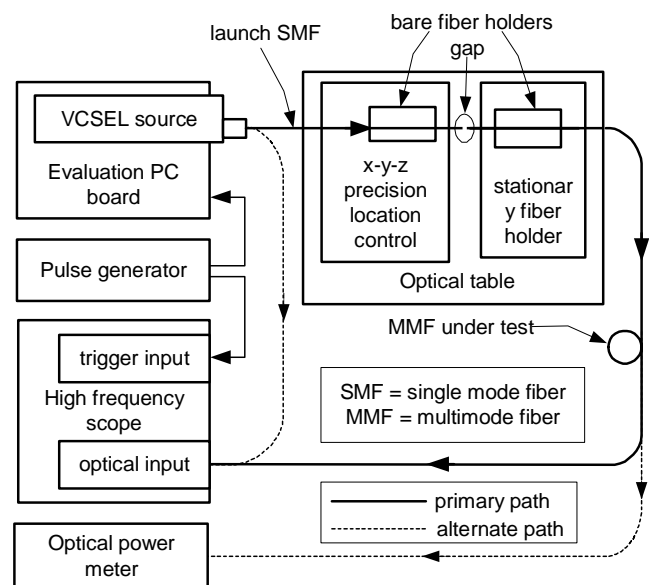 launch SMF
bare fiber holders
gap
VCSEL source
Evaluation PC
board
x-y-z
precision
location
control
stationar
y fiber
holder
Optical table
Pulse generator
trigger input
High frequency
scope
optical input
MMF under test
SMF = single mode fiber
MMF = multimode fiber
primary path
alternate path
Optical power
meter